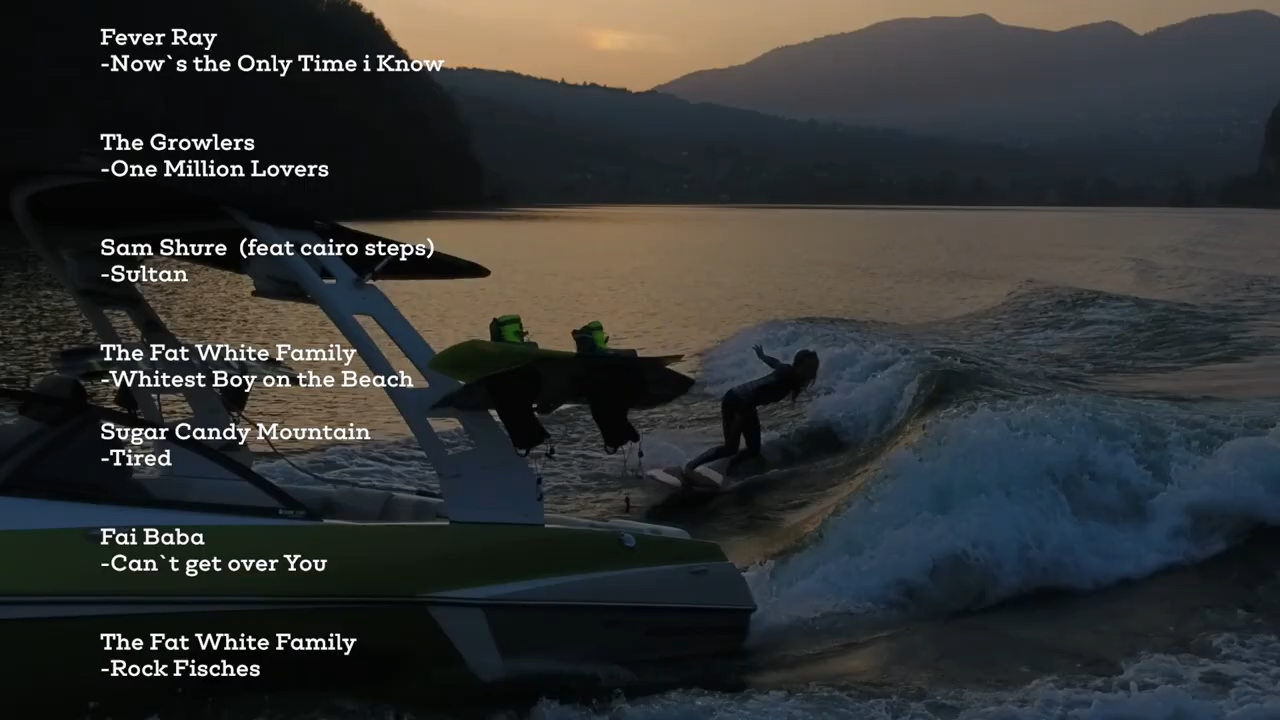 Fever Ray
-Now`s the Only Time i Know
The Growlers
-One Million Lovers
Sam Shure (feat cairo steps)
-Sultan
The Fat White Family
-Whitest Boy on the Beach
Sugar Candy Mountain
-Tired
Fai Baba
-Can`t get over You
The Fat White Family
-Rock Fisches